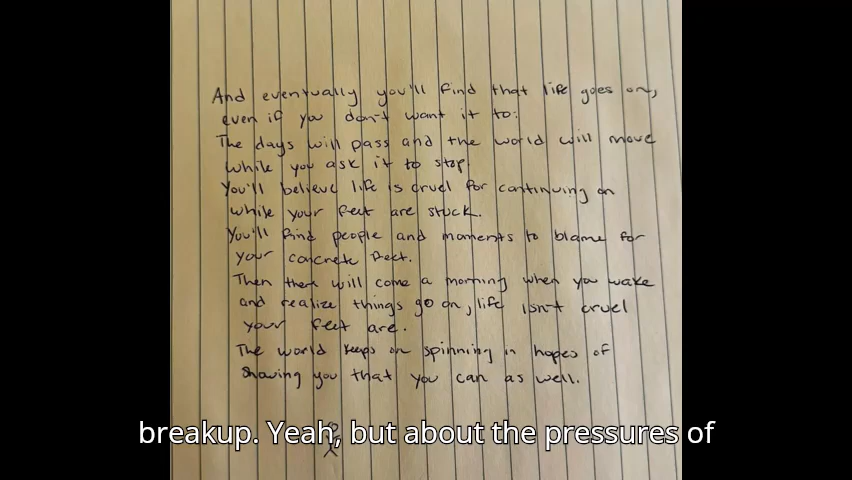 And eventually you'll find that life goes on,
even if you don't want it to.
The days will pass and the world will move
while you ask it to stop.
You'll believe life is cruel for continuing on
while your feet are stuck.
You'll find people and moments to blame for
your concrete feet.
Then there will come a morning when you wake
and realize things go on, life isn't cruel
your feet are.
The world keeps on spinning in hopes of
showing you that you can as well.
breakup. Yeah, but about the pressures of